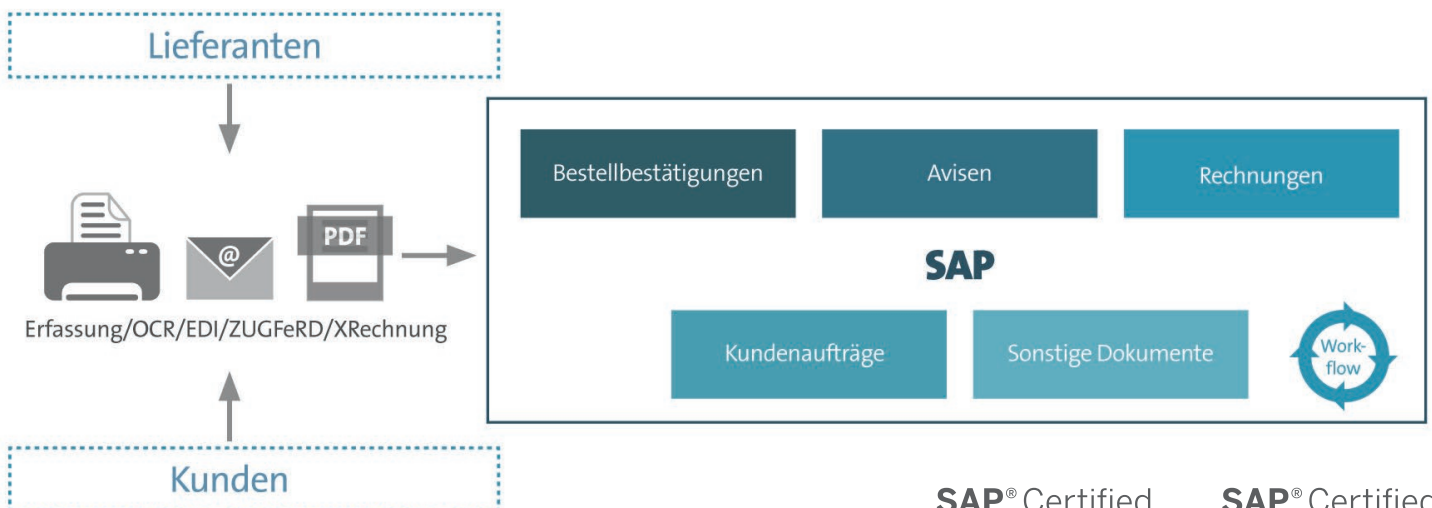 Lieferanten
Bestellbestätigungen
Avisen
Rechnungen
@
PDF
SAP
Erfassung/OCR/EDI/ZUGFeRD/XRechnung
Kundenaufträge
Sonstige Dokumente
Work-
flow
Kunden
SAP® Certified
SAP® Certified